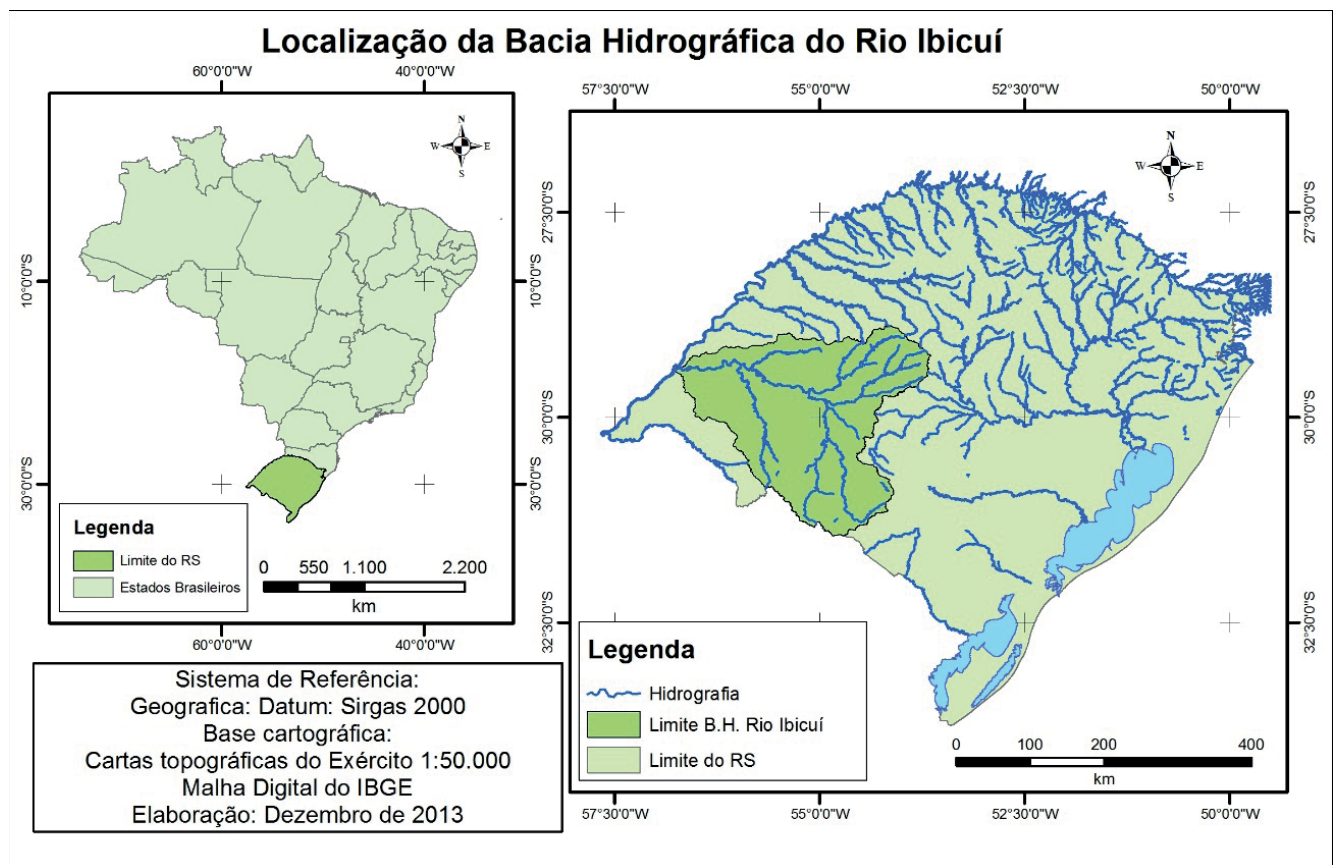 Localização da Bacia Hidrográfica do Rio Ibicuí
60°0'0"W
40°0'0"W
N
W
E
S
10°0'0"S
10°0'0"S
30°0'0"S
30°0'0"S
Legenda
Limite do RS
Estados Brasileiros
0 550 1.100 2.200
km
60°0'0"W
40°0'0"W
Sistema de Referência:
Geografica: Datum: Sirgas 2000
Base cartográfica:
Cartas topográficas do Exército 1:50.000
Malha Digital do IBGE
Elaboração: Dezembro de 2013
57°30'0"W
55°0'0"W
52°30'0"W
50°0'0"W
N
W
E
S
27°30'0"S
27°30'0"S
30°0'0"S
30°0'0"S
32°30'0"S
32°30'0"S
Legenda
Hidrografia
Limite B.H. Rio Ibicuí
Limite do RS
0 100 200 400
km
57°30'0"W
55°0'0"W
52°30'0"W
50°0'0"W